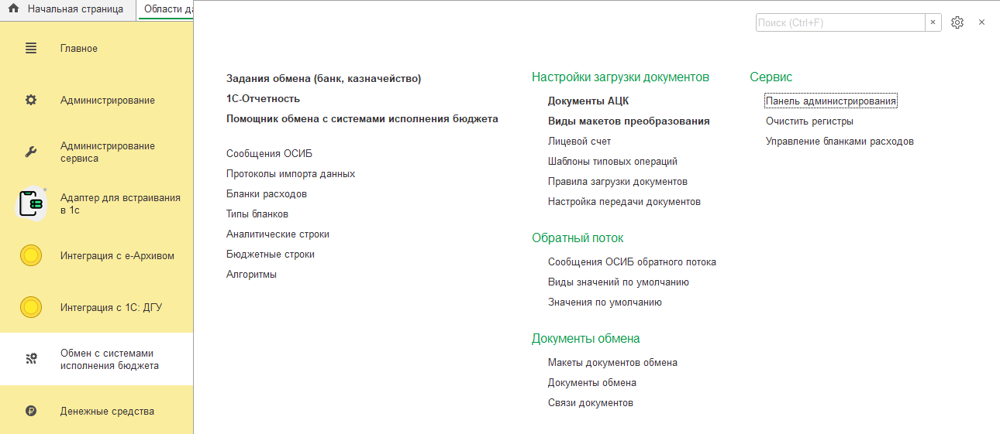 Начальная страница
Области да
Поиск (Ctrl+F)
Главное
Администрирование
Администрирование
сервиса
Адаптер для встраивания
в 1с
Интеграция с е-Архивом
Интеграция с 1С: ДГУ
Обмен с системами
исполнения бюджета
Денежные средства
Задания обмена (банк, казначейство)
1С-Отчетность
Помощник обмена с системами исполнения бюджета
Сообщения ОСИБ
Протоколы импорта данных
Бланки расходов
Типы бланков
Аналитические строки
Бюджетные строки
Алгоритмы
Настройки загрузки документов
Документы АЦК
Виды макетов преобразования
Лицевой счет
Шаблоны типовых операций
Правила загрузки документов
Настройка передачи документов
Обратный поток
Сообщения ОСИБ обратного потока
Виды значений по умолчанию
Значения по умолчанию
Документы обмена
Макеты документов обмена
Документы обмена
Связи документов
Сервис
Панель администрирования
Очистить регистры
Управление бланками расходов